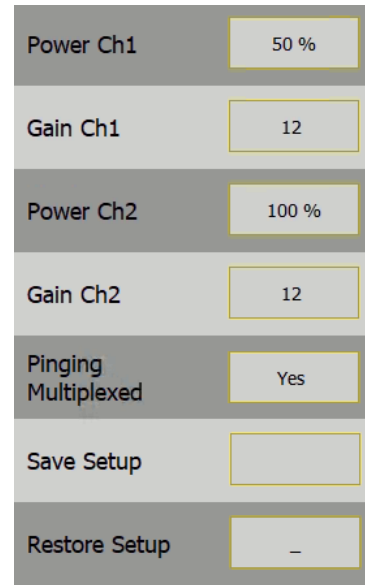 Power Ch1 50 %
Gain Ch1 12
Power Ch2 100 %
Gain Ch2 12
Pinging
Multiplexed Yes
Save Setup
Restore Setup _